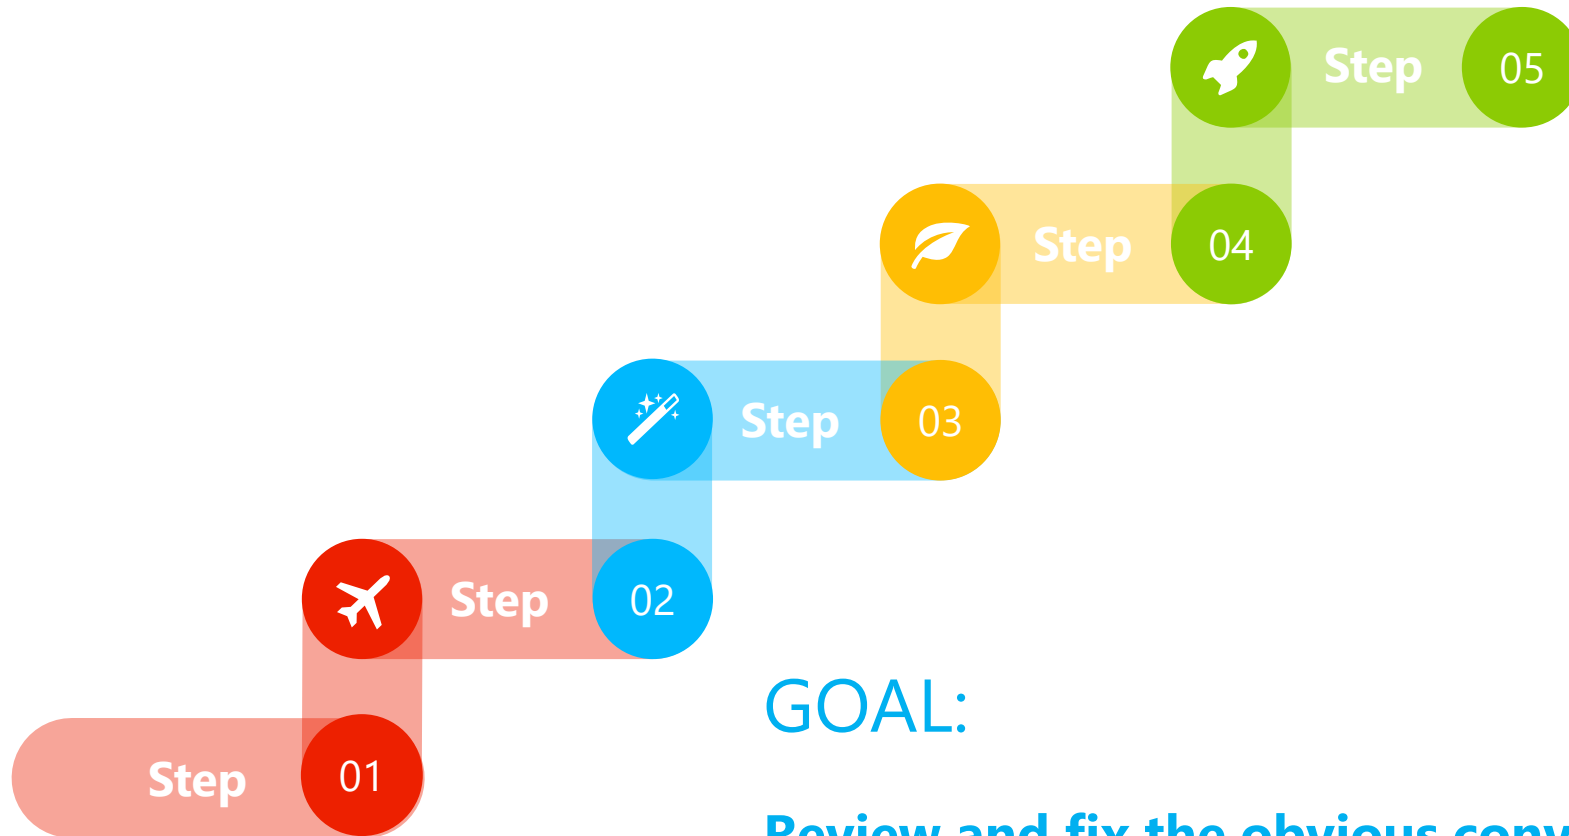 Step 05
Step 04
Step 03
Step 02
GOAL:
Step 01
Review and fix the obvious